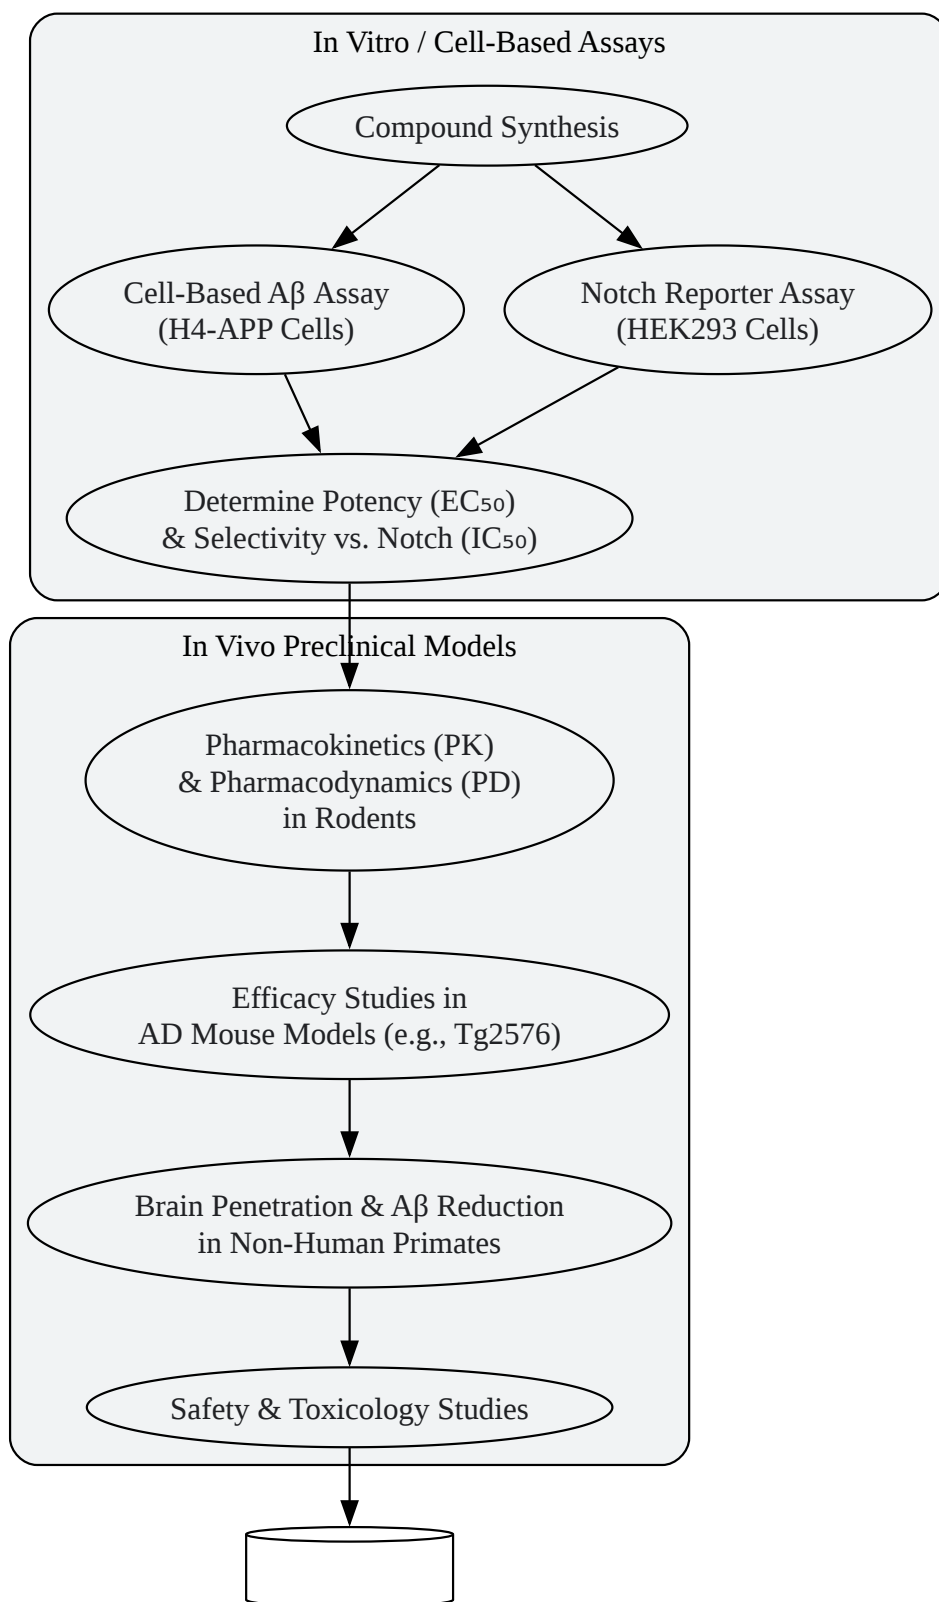 In Vitro / Cell-Based Assays
Compound Synthesis
Cell-Based Aβ Assay
(H4-APP Cells)
Notch Reporter Assay
(HEK293 Cells)
Determine Potency (EC₅₀)
& Selectivity vs. Notch (IC₅₀)
In Vivo Preclinical Models
Pharmacokinetics (PK)
& Pharmacodynamics (PD)
in Rodents
Efficacy Studies in
AD Mouse Models (e.g., Tg2576)
Brain Penetration & Aβ Reduction
in Non-Human Primates
Safety & Toxicology Studies